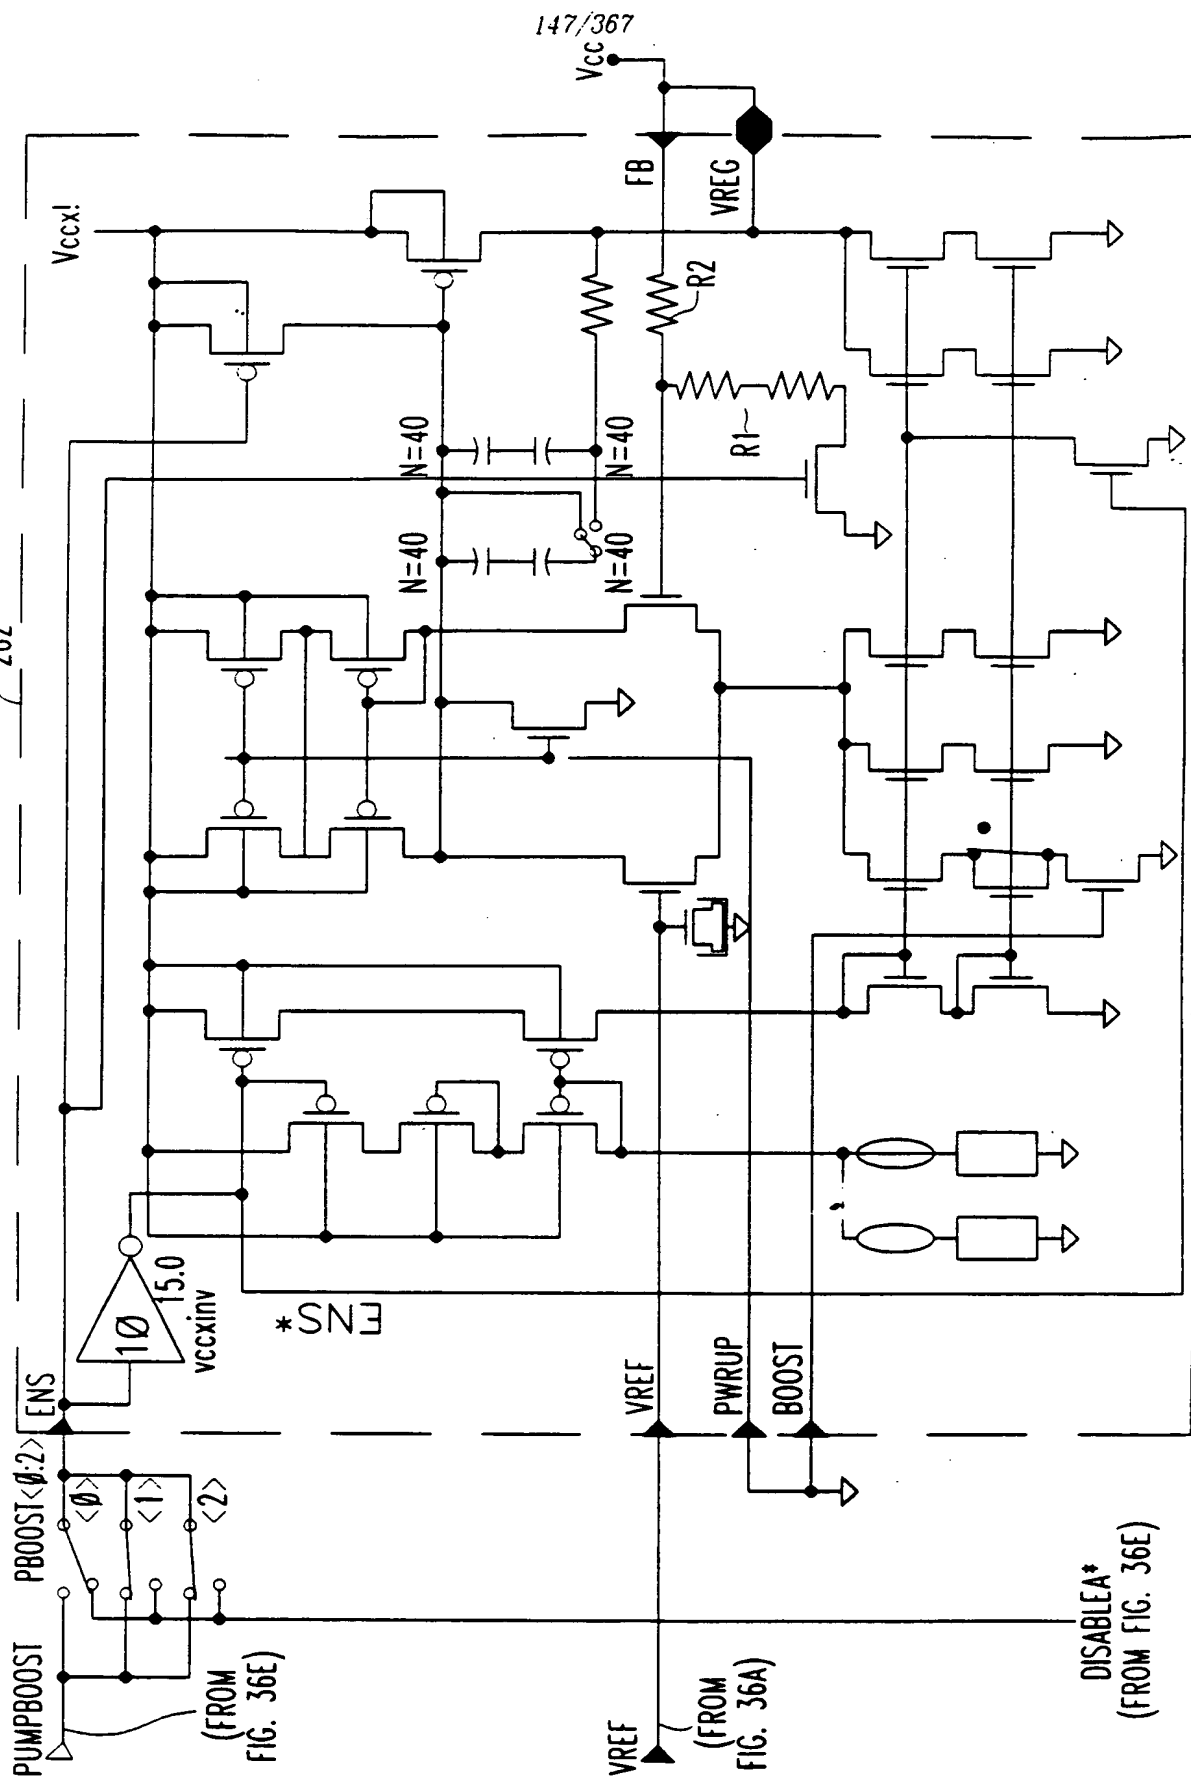 147/367
Vcc
262
Vccx!
FB
VREG
R2
R1
N=40
N=40
N=40
N=40
ENS
10
15.0
vccxinv
ENS*
VREF
PWRUP
BOOST
PBOOST<0:2>
<0>
<1>
<2>
PUMPBOOST
(FROM
FIG. 36E)
VREF
(FROM
FIG. 36A)
DISABLEA*
(FROM FIG. 36E)